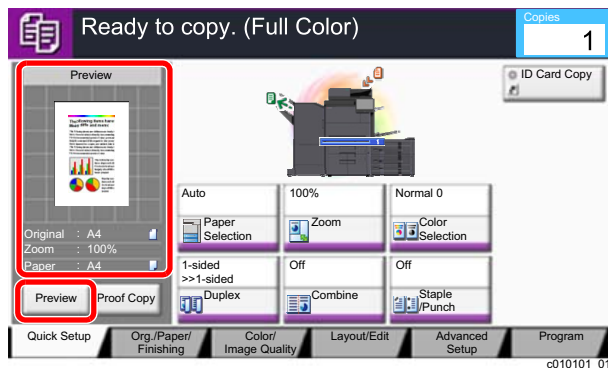 Ready to copy. (Full Color)
Copies
1
Preview
Original : A4
Zoom : 100%
Paper : A4
Preview
Proof Copy
ID Card Copy
1
Auto
Paper
Selection
100%
Zoom
Normal 0
Color
Selection
1-sided
>>1-sided
Duplex
Off
Combine
Off
Staple
/Punch
Quick Setup
Org./Paper/
Finishing
Color/
Image Quality
Layout/Edit
Advanced
Setup
Program
c010101_01